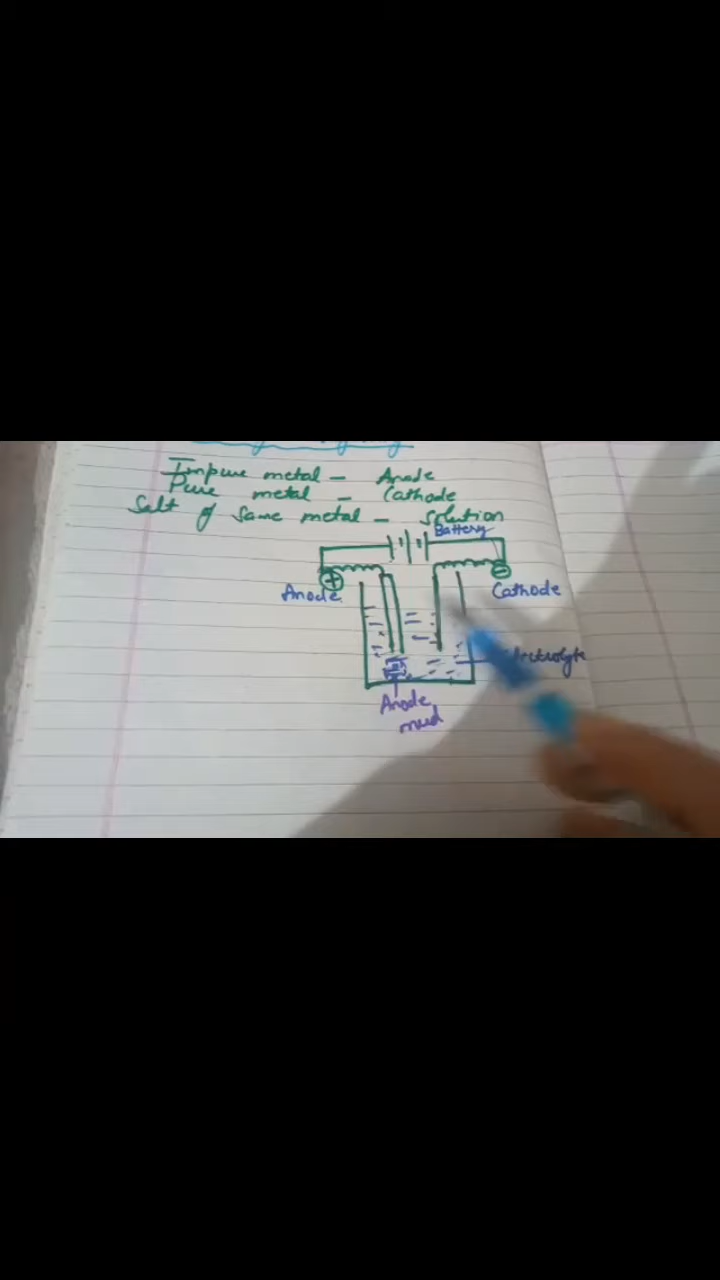 Impure metal - Anode
Pure metal - Cathode
Salt of Same metal - solution
Battery
+
-
Anode
Cathode
Anode
mud